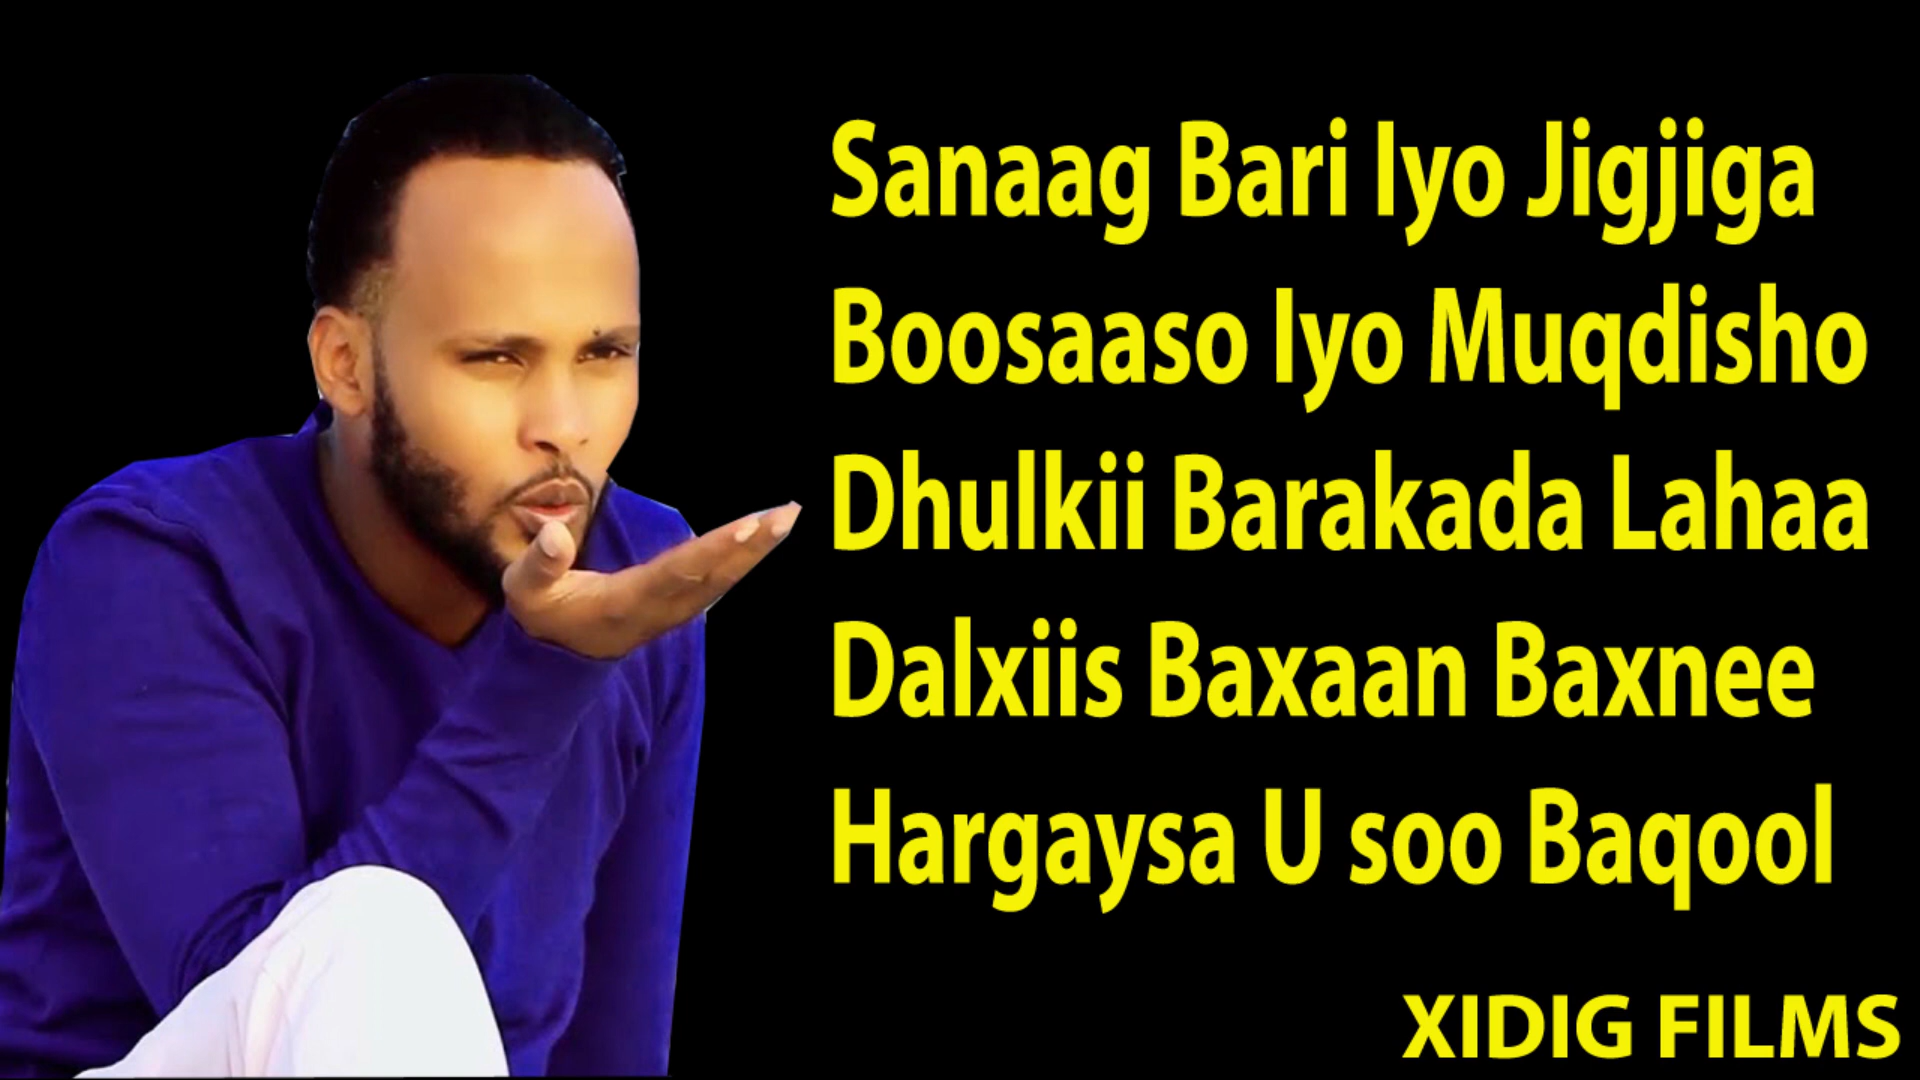 Sanaag Bari Iyo Jigjiga
Boosaaso Iyo Muqdisho
Dhulkii Barakada Lahaa
Dalxiis Baxaan Baxnee
Hargaysa U soo Baqool
XIDIG FILMS